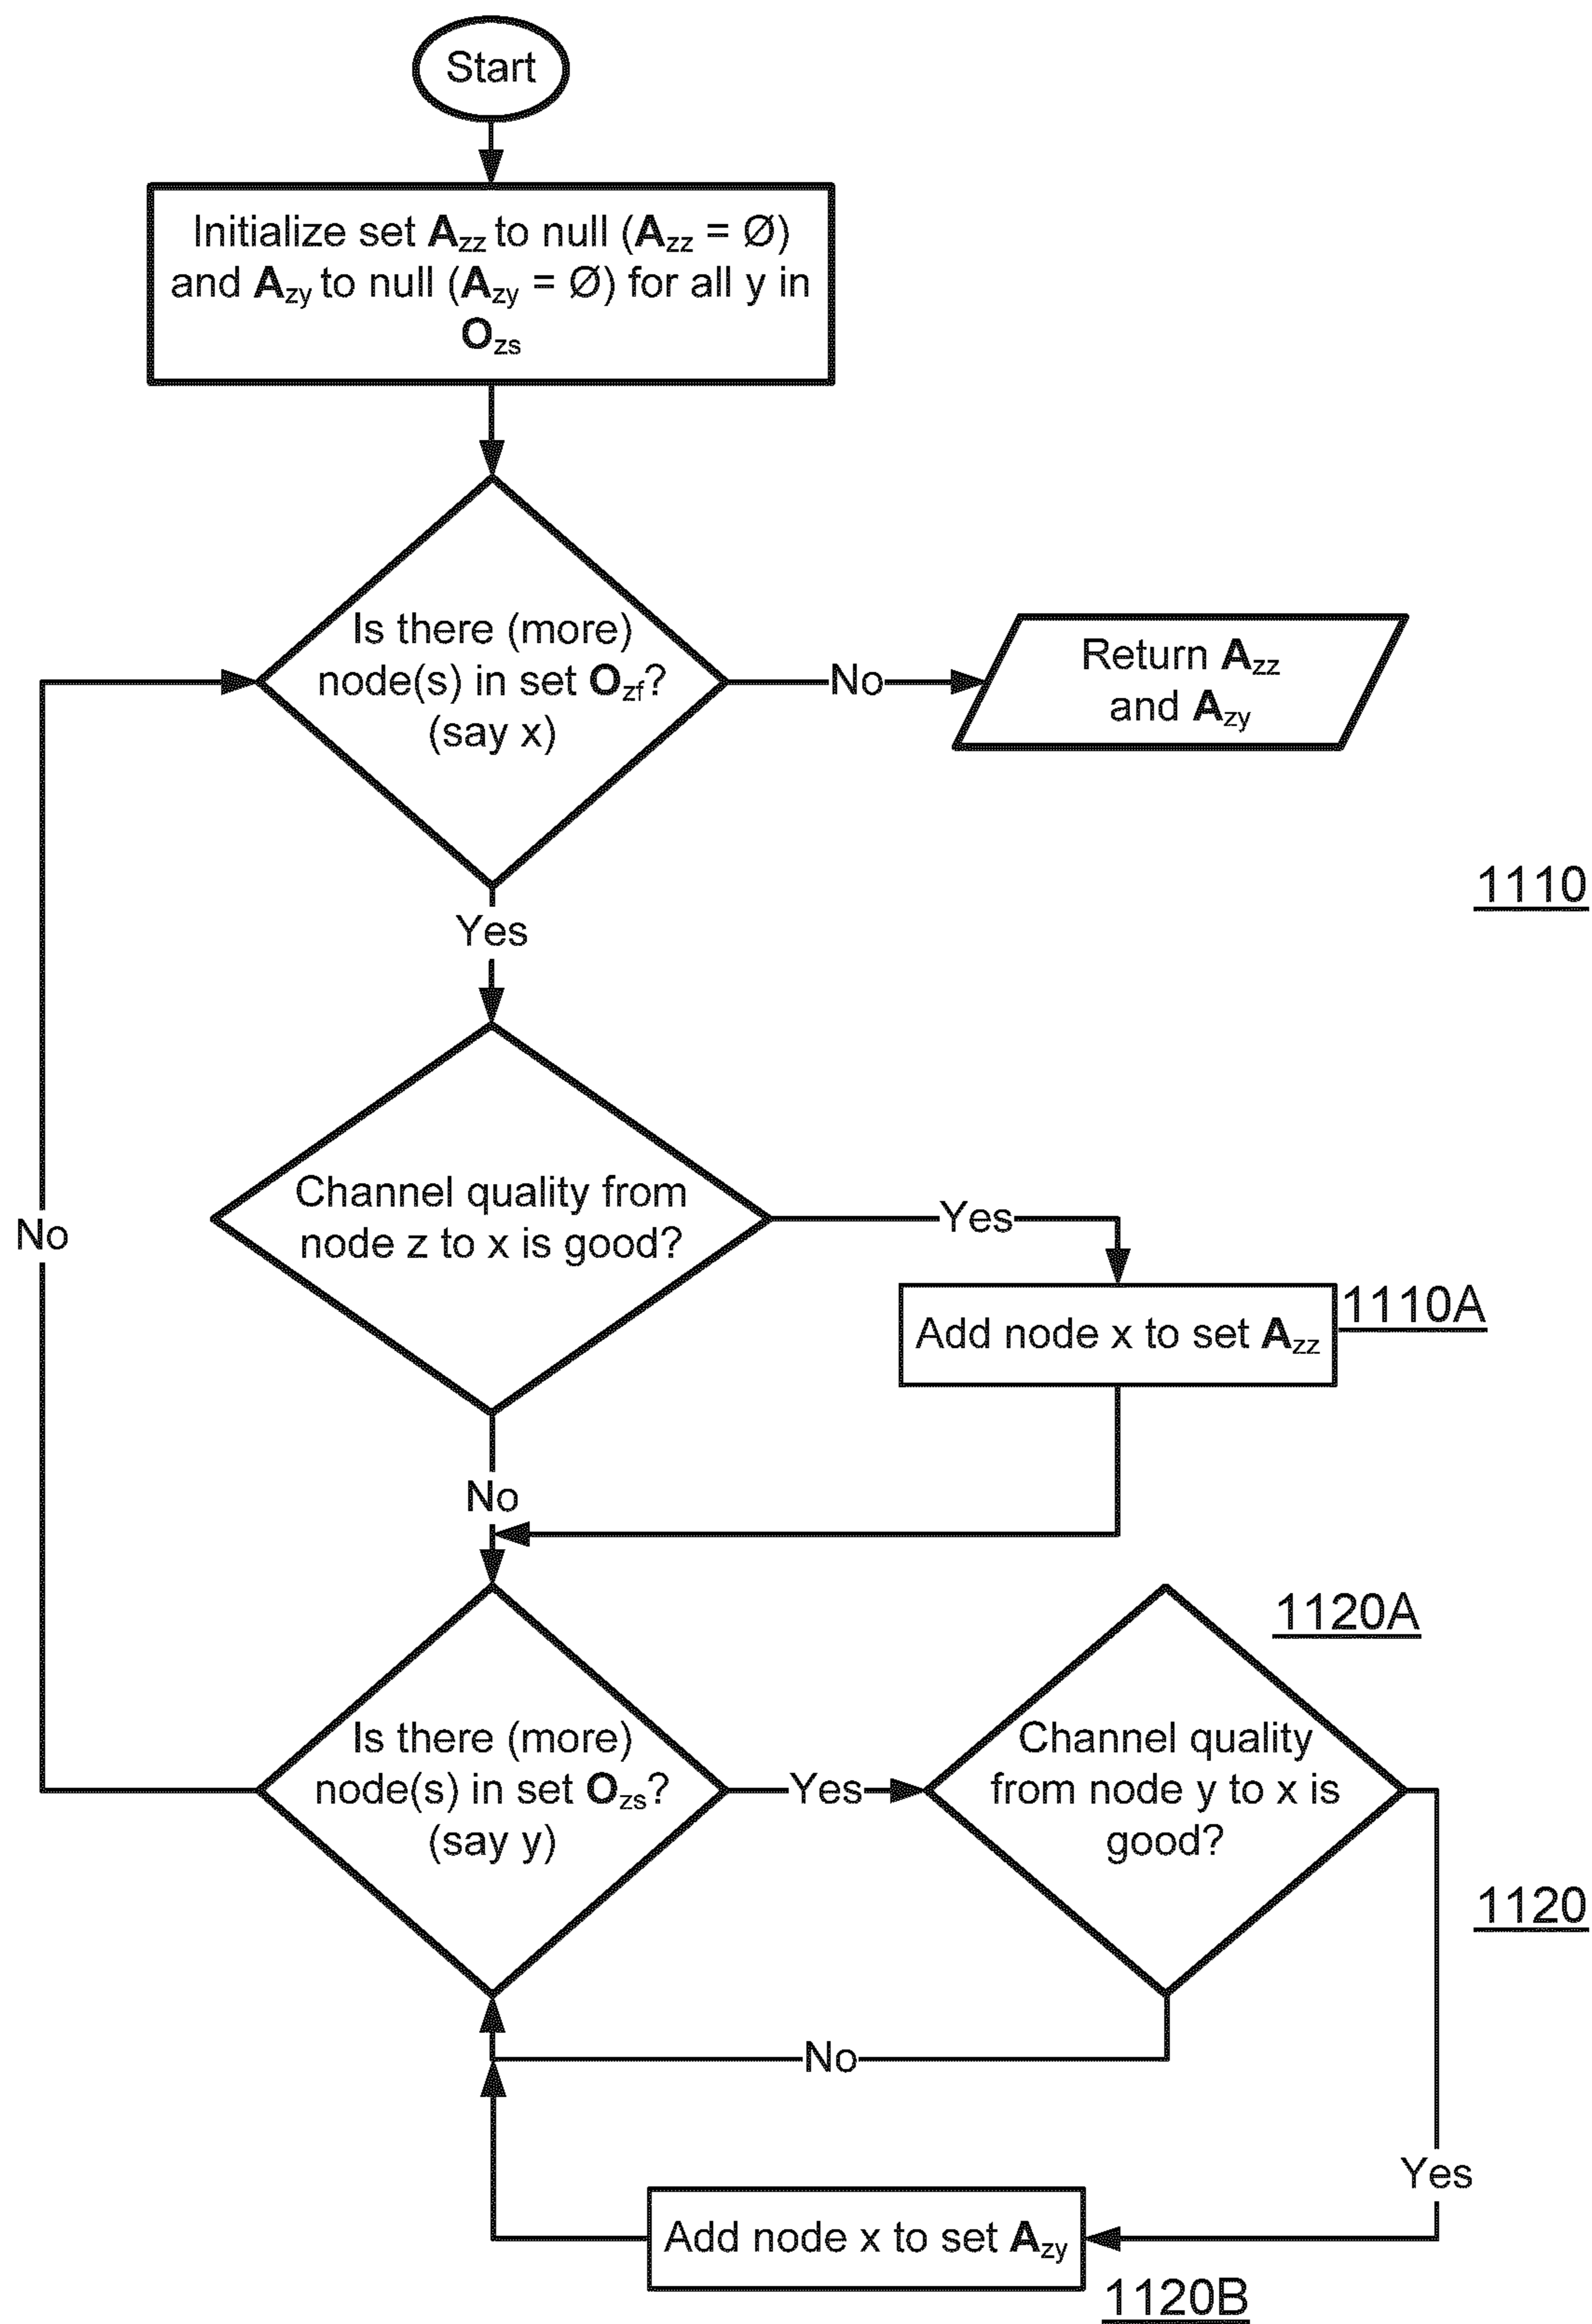 Start
Initialize set Azz to null (Azz = Ø)
and Azy to null (Azy = Ø) for all y in
Ozs
Is there (more)
node(s) in set Ozf?
(say x)
No
Return Azz
and Azy
1110
Yes
Channel quality from
node z to x is good?
Yes
No
1110A
Add node x to set Azz
No
1120A
Is there (more)
node(s) in set Ozs?
(say y)
Yes
Channel quality
from node y to x is
good?
1120
No
Yes
Add node x to set Azy
1120B